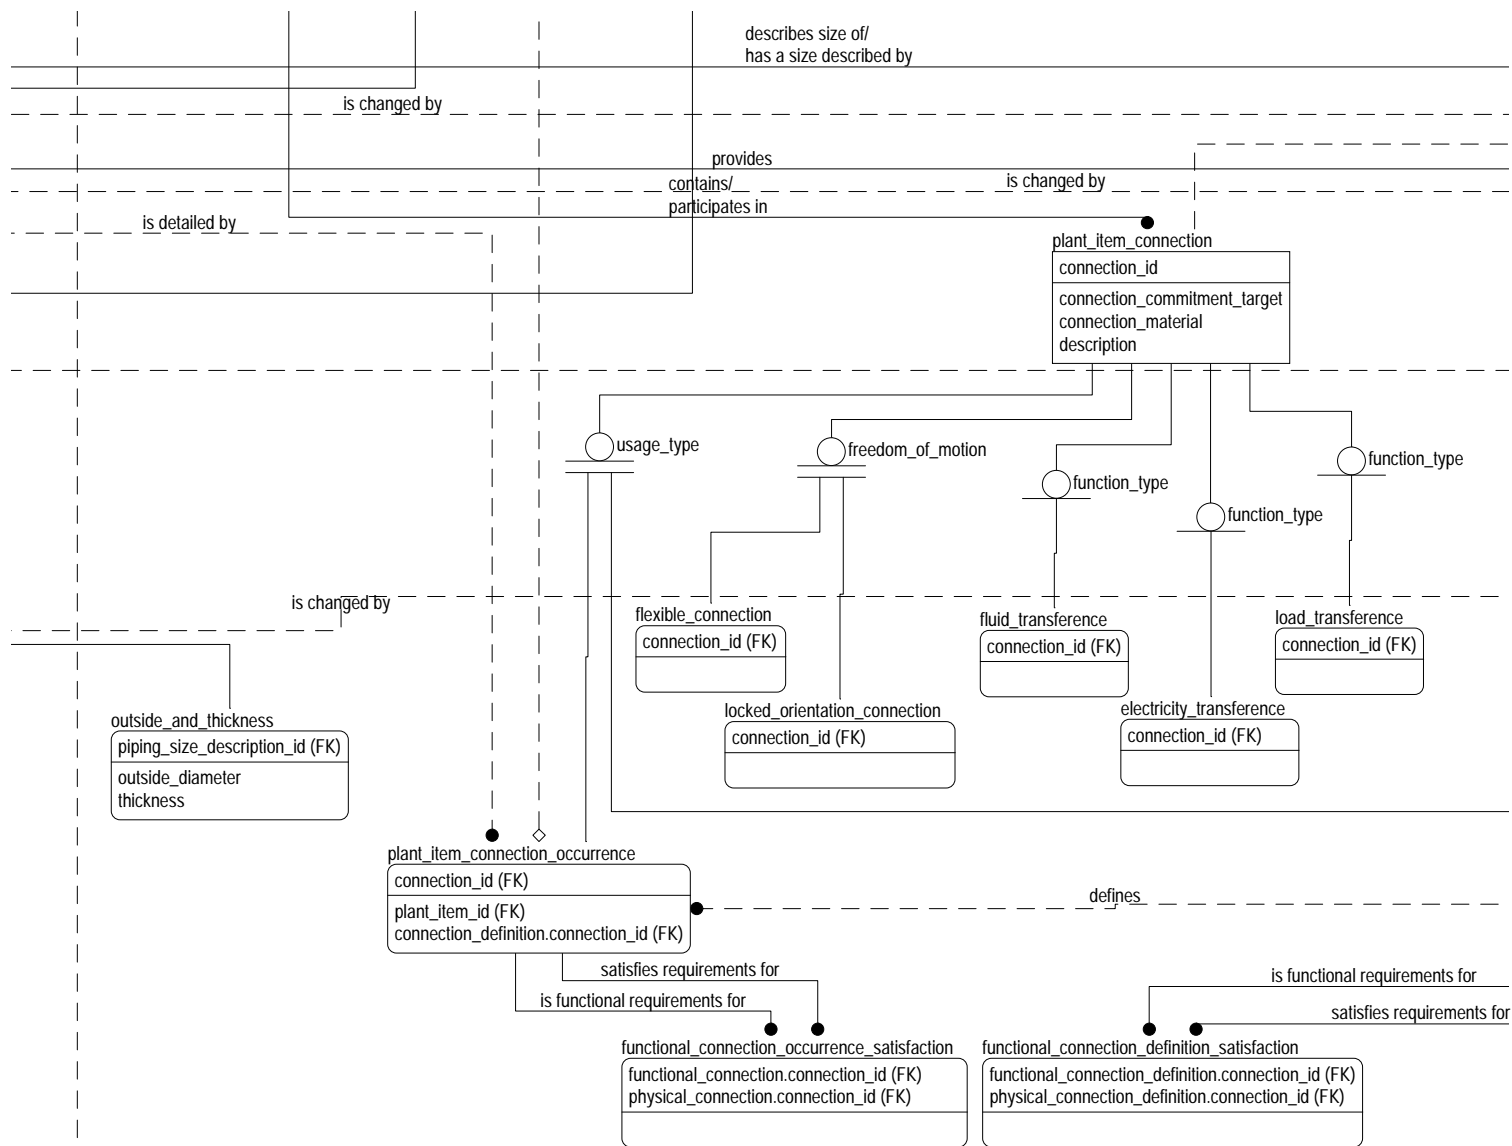 describes size of/
has a size described by
is changed by
provides
contains/
is changed by
participates in
is detailed by
plant_item_connection
connection_id
connection_commitment_target
connection_material
description
usage_type
freedom_of_motion
function_type
function_type
function_type
is changed by
flexible_connection
connection_id (FK)
fluid_transference
connection_id (FK)
load_transference
connection_id (FK)
locked_orientation_connection
connection_id (FK)
electricity_transference
connection_id (FK)
outside_and_thickness
piping_size_description_id (FK)
outside_diameter
thickness
plant_item_connection_occurrence
connection_id (FK)
plant_item_id (FK)
connection_definition.connection_id (FK)
defines
satisfies requirements for
is functional requirements for
is functional requirements for
satisfies requirements for
functional_connection_occurrence_satisfaction
functional_connection.connection_id (FK)
physical_connection.connection_id (FK)
functional_connection_definition_satisfaction
functional_connection_definition.connection_id (FK)
physical_connection_definition.connection_id (FK)